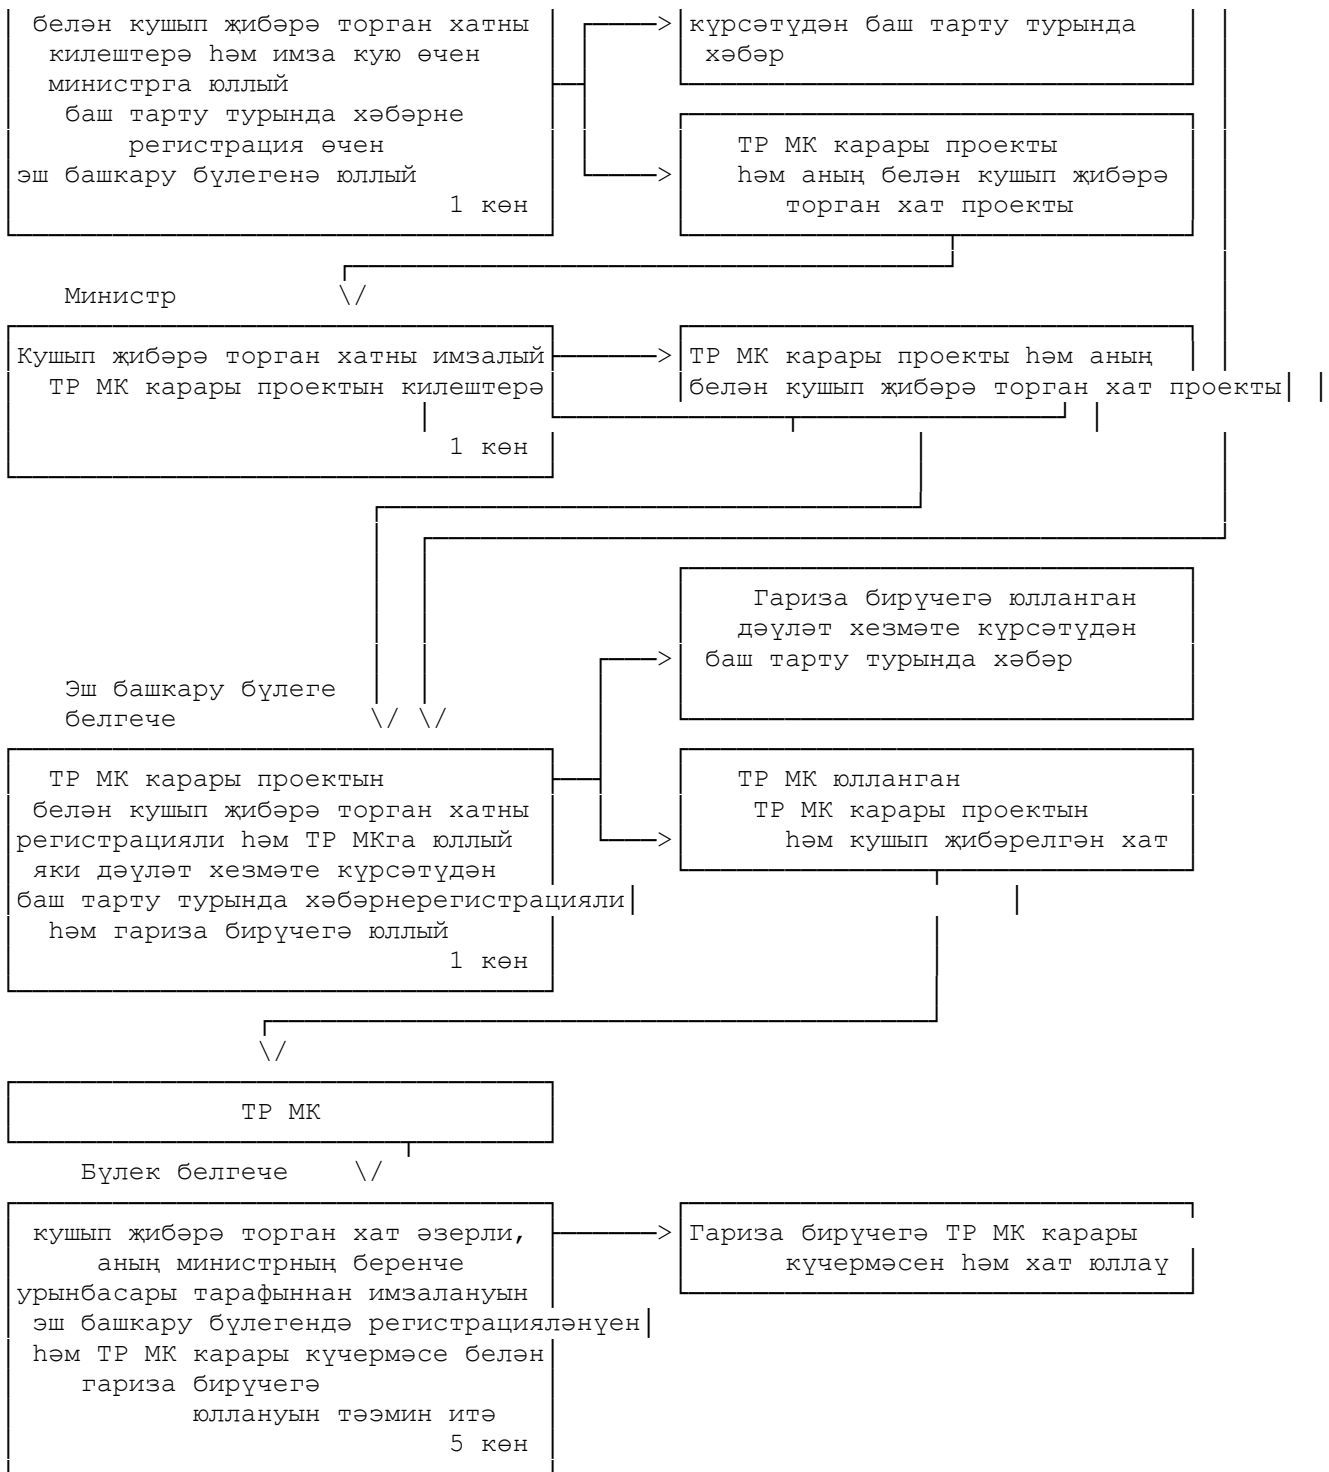 белән кушып җибәрә торган хатны
килештерә һәм имза кую өчен
министрга юллый
баш тарту турында хәбәрне
регистрация өчен
эш башкару бүлегенә юллый
1 көн
күрсәтүдән баш тарту турында
хәбәр
ТР МК карары проекты
һәм аның белән кушып җибәрә
торган хат проекты
Министр
Кушып җибәрә торган хатны имзалый
ТР МК карары проектын килештерә
1 көн
ТР МК карары проекты һәм аның
белән кушып җибәрә торган хат проекты
Гариза бирүчегә юлланган
дәүләт хезмәте күрсәтүдән
баш тарту турында хәбәр
Эш башкару бүлеге
белгече
ТР МК карары проектын
белән кушып җибәрә торган хатны
регистрацияли һәм ТР МКга юллый
яки дәүләт хезмәте күрсәтүдән
баш тарту турында хәбәрнерегистрацияли
һәм гариза бирүчегә юллый
1 көн
ТР МК юлланган
ТР МК карары проектын
һәм кушып җибәрелгән хат
ТР МК
Бүлек белгече
кушып җибәрә торган хат әзерли,
аның министрның беренче
урынбасары тарафыннан имзалануын
эш башкару бүлегендә регистрацияләнүен
һәм ТР МК карары күчермәсе белән
гариза бирүчегә
юллануын тәэмин итә
5 көн
Гариза бирүчегә ТР МК карары
күчермәсен һәм хат юллаү